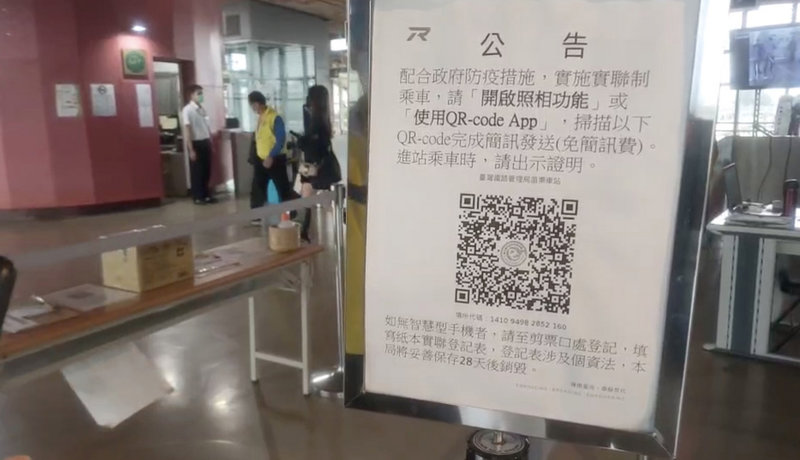 公告
配合政府防疫措施，實施實聯制
乘車，請「開啟照相功能」或
「使用QR-code App」，掃描以下
QR-code完成簡訊發送(免簡訊費)。
進站乘車時，請出示證明。
臺灣鐵路管理局苗栗車站
場所代碼：1410 9498 2852 160
如無智慧型手機者，請至剪票口處登記，填
寫紙本實聯登記表，登記表涉及個資法，本
局將妥善保存28天後銷毀。